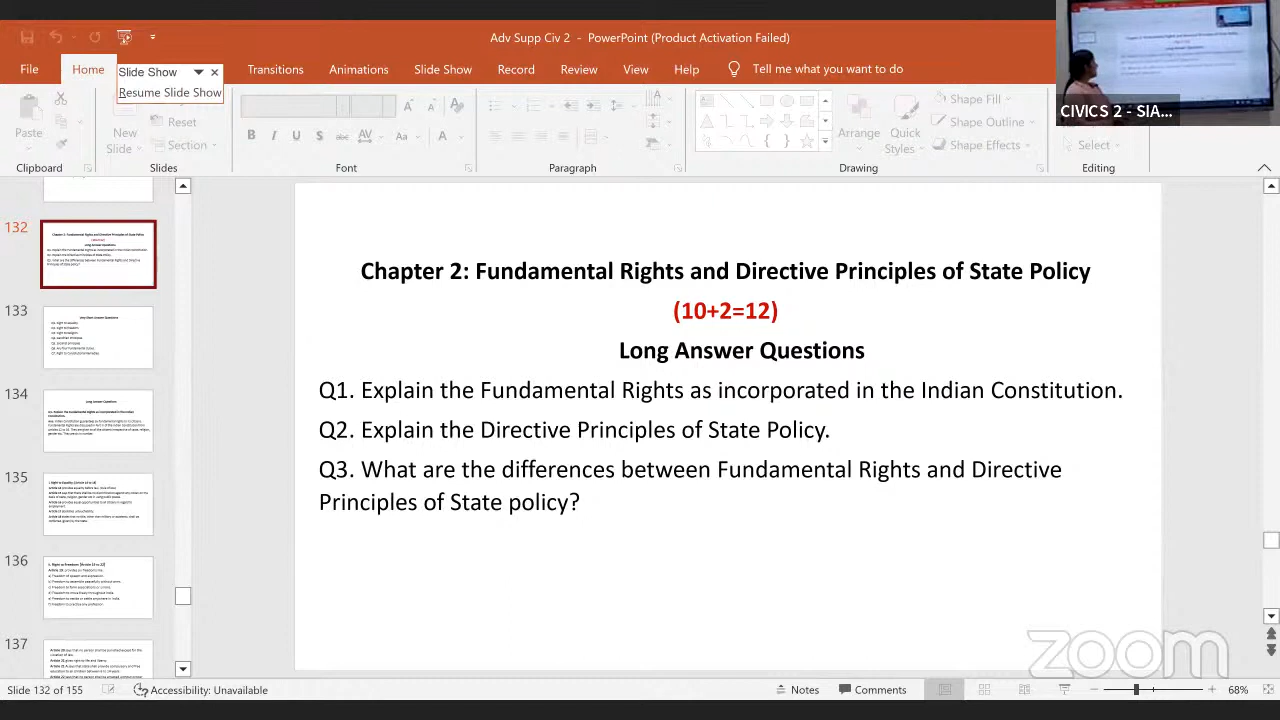 Adv Supp Civ 2 - PowerPoint (Product Activation Failed)
File Home Transitions Animations Slide Show Record Review View Help Tell me what you want to do
Slide Show
Resume Slide Show
Paste
New Slide
Reset
Section
B I U S abc AV Aa A
Arrange
Quick Styles
Shape Fill
Shape Outline
Shape Effects
Select
Clipboard Slides Font Paragraph Drawing Editing
CIVICS 2 - SIA...
132
133
134
135
136
137
Chapter 2: Fundamental Rights and Directive Principles of State Policy
(10+2=12)
Long Answer Questions
Q1. Explain the Fundamental Rights as incorporated in the Indian Constitution.
Q2. Explain the Directive Principles of State Policy.
Q3. What are the differences between Fundamental Rights and Directive
Principles of State policy?
zoom
Slide 132 of 155 Accessibility: Unavailable Notes Comments 68%